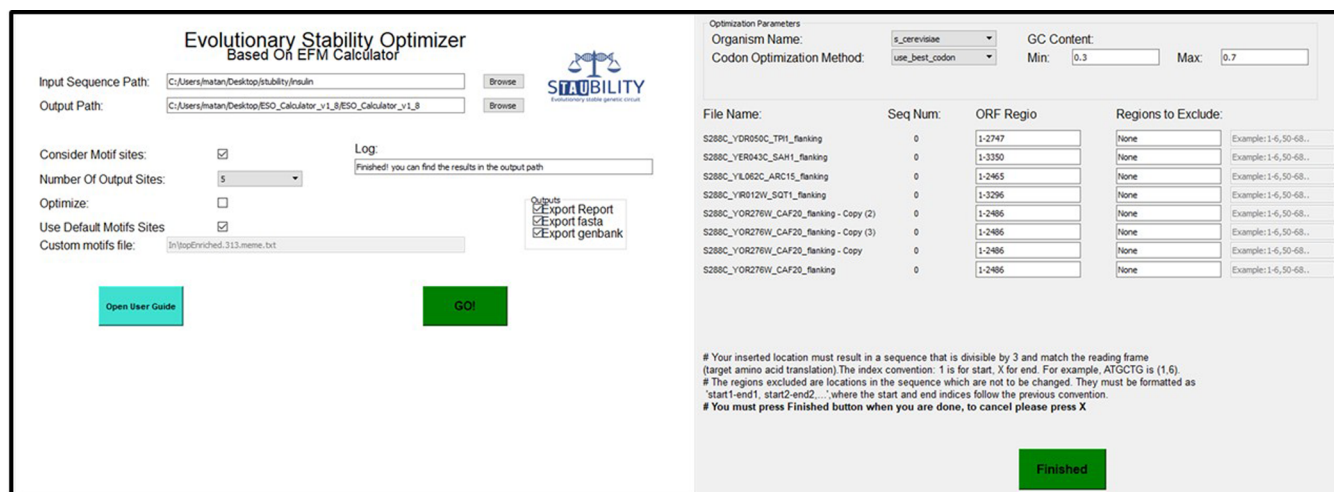 Evolutionary Stability Optimizer
Based On EFM Calculator
Input Sequence Path: C:/Users/matan/Desktop/stubility/insulin Browse
Output Path: C:/Users/matan/Desktop/ESO_Calculator_v1_8/ESO_Calculator_v1_8 Browse
STAUBILITY
Evolutionary stable genetic circuit
Consider Motif sites:
Number Of Output Sites: 5
Optimize:
Use Default Motifs Sites
Custom motifs file: In\topEnriched.313.meme.txt
Log:
Finished! you can find the results in the output path
Outputs
Export Report
Export fasta
Export genbank
Open User Guide
GO!
Optimization Parameters
Organism Name: s_cerevisiae GC Content:
Codon Optimization Method: use_best_codon Min: 0.3 Max: 0.7
File Name: Seq Num: ORF Regio Regions to Exclude:
S288C_YDR050C_TPI1_flanking 0 1-2747 None Example:1-6,50-68..
S288C_YER043C_SAH1_flanking 0 1-3350 None Example:1-6,50-68..
S288C_YIL062C_ARC15_flanking 0 1-2465 None Example:1-6,50-68..
S288C_YIR012W_SQT1_flanking 0 1-3296 None Example:1-6,50-68..
S288C_YOR276W_CAF20_flanking - Copy (2) 0 1-2486 None Example:1-6,50-68..
S288C_YOR276W_CAF20_flanking - Copy (3) 0 1-2486 None Example:1-6,50-68..
S288C_YOR276W_CAF20_flanking - Copy 0 1-2486 None Example:1-6,50-68..
S288C_YOR276W_CAF20_flanking 0 1-2486 None Example:1-6,50-68..
# Your inserted location must result in a sequence that is divisible by 3 and match the reading frame
(target amino acid translation).The index convention: 1 is for start, X for end. For example, ATGCTG is (1,6).
# The regions excluded are locations in the sequence which are not to be changed. They must be formatted as
'start1-end1, start2-end2,...',where the start and end indices follow the previous convention.
# You must press Finished button when you are done, to cancel please press X
Finished